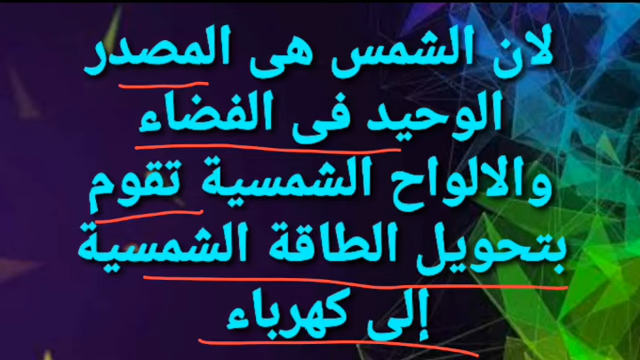 لان الشمس هى المصدر
الوحيد فى الفضاء
والالواح الشمسية تقوم
بتحويل الطاقة الشمسية
إلى كهرباء